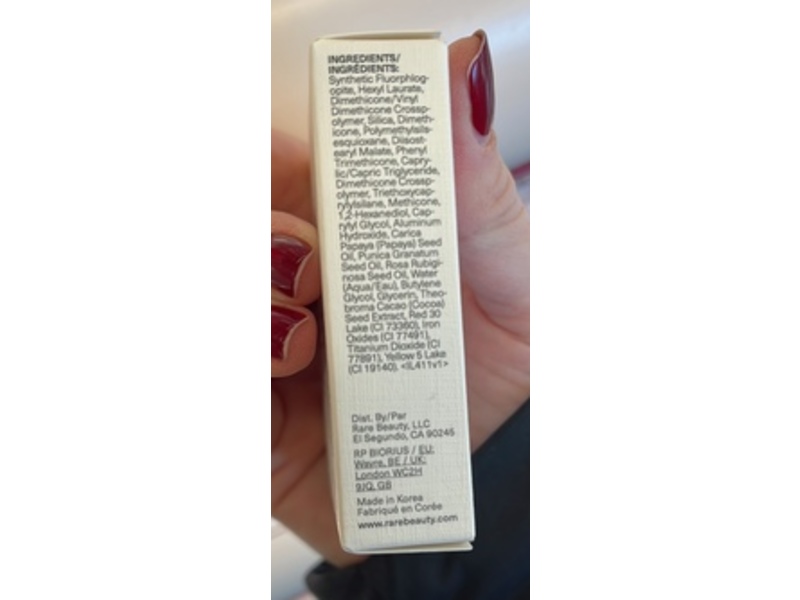 INGREDIENTS/
INGRÉDIENTS:
Synthetic Fluorphlog-
opite, Hexyl Laurate,
Dimethicone/Vinyl
Dimethicone Crossp-
olymer, Silica, Dimeth-
icone, Polymethylsils-
esquioxane, Diisost-
earyl Malate, Phenyl
Trimethicone, Capry-
lic/Capric Triglyceride,
Dimethicone Crossp-
olymer, Triethoxycap-
rylylsilane, Methicone,
1,2-Hexanediol, Cap-
rylyl Glycol, Aluminum
Hydroxide, Carica
Papaya (Papaya) Seed
Oil, Punica Granatum
Seed Oil, Rosa Rubigi-
nosa Seed Oil, Water
(Aqua/Eau), Butylene
Glycol, Glycerin, Theo-
broma Cacao (Cocoa)
Seed Extract, Red 30
Lake (CI 73360), Iron
Oxides (CI 77491),
Titanium Dioxide (CI
77891), Yellow 5 Lake
(CI 19140). <IL411v1>
Dist. By/Par
Rare Beauty, LLC
El Segundo, CA 90245
RP BIORIUS / EU:
Wavre, BE / UK:
London WC2H
9JQ, GB
Made in Korea
Fabriqué en Corée
www.rarebeauty.com